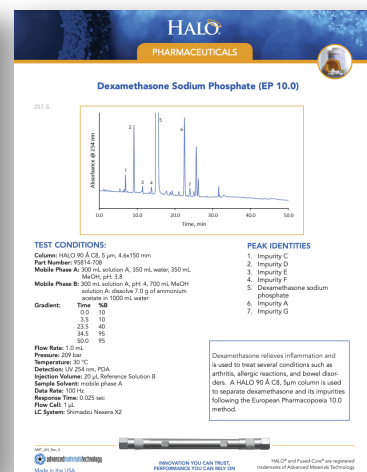 HALO®
PHARMACEUTICALS
Dexamethasone Sodium Phosphate (EP 10.0)
257-S
Absorbance @ 254 nm
1
2
3
4
5
6
7
0.0 10.0 20.0 30.0 40.0 50.0
Time, min
TEST CONDITIONS:
Column: HALO 90 Å C8, 5 µm, 4.6x150 mm
Part Number: 95814-708
Mobile Phase A: 300 mL solution A, 350 mL water, 350 mL
MeOH, pH: 3.8
Mobile Phase B: 300 mL solution A, pH 4, 700 mL MeOH
solution A: dissolve 7.0 g of ammonium
acetate in 1000 mL water
Gradient: Time %B
0.0 10
3.5 10
23.5 40
34.5 95
50.0 95
Flow Rate: 1.0 mL
Pressure: 209 bar
Temperature: 30 °C
Detection: UV 254 nm, PDA
Injection Volume: 20 µL Reference Solution B
Sample Solvent: mobile phase A
Data Rate: 100 Hz
Response Time: 0.025 sec
Flow Cell: 1 µL
LC System: Shimadzu Nexera X2
PEAK IDENTITIES
1. Impurity C
2. Impurity D
3. Impurity E
4. Impurity F
5. Dexamethasone sodium
phosphate
6. Impurity A
7. Impurity G
Dexamethasone relieves inflammation and
is used to treat several conditions such as
arthritis, allergic reactions, and bowel disor-
ders. A HALO 90 Å C8, 5µm column is used
to separate dexamethasone and its impurities
following the European Pharmacopoeia 10.0
method.
advancedmaterialstechnology
Made in the USA
INNOVATION YOU CAN TRUST,
PERFORMANCE YOU CAN RELY ON
HALO® and Fused-Core® are registered
trademarks of Advanced Materials Technology